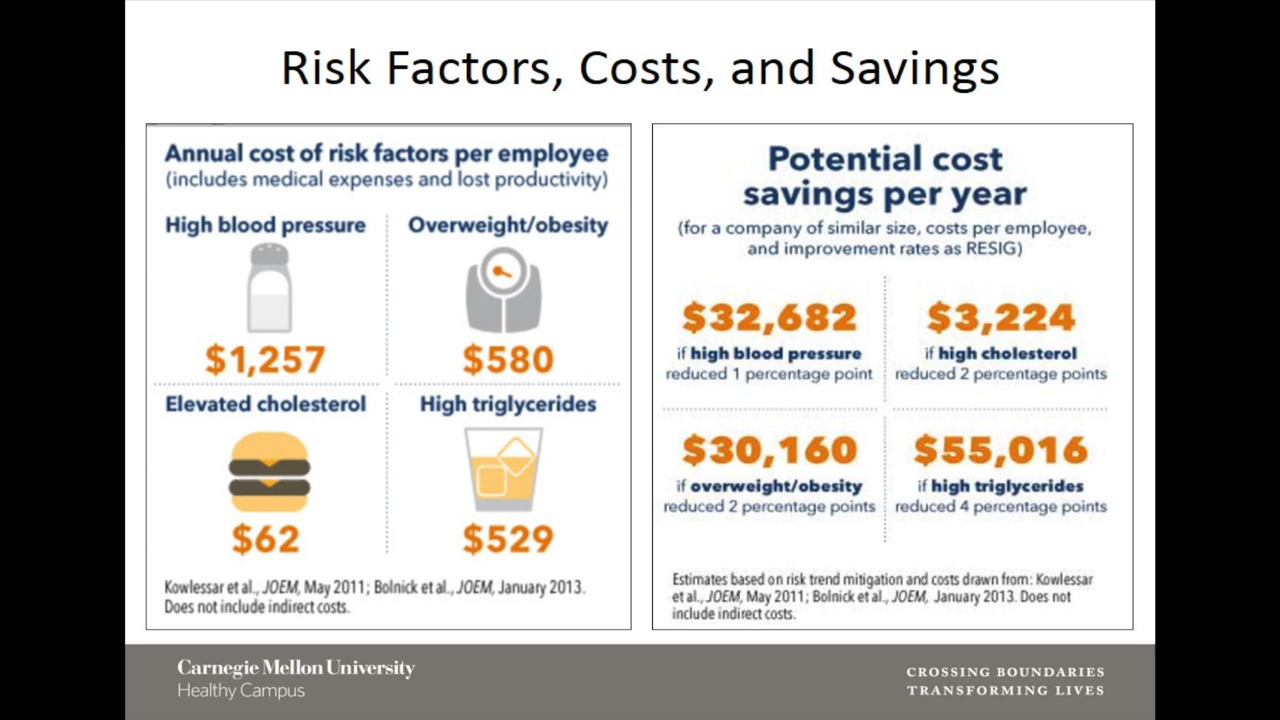 Risk Factors, Costs, and Savings
Annual cost of risk factors per employee
(includes medical expenses and lost productivity)
High blood pressure
$1,257
Overweight/obesity
$580
Elevated cholesterol
$62
High triglycerides
$529
Kowlessar et al., JOEM, May 2011; Bolnick et al., JOEM, January 2013.
Does not include indirect costs.
Potential cost
savings per year
(for a company of similar size, costs per employee,
and improvement rates as RESIG)
$32,682
if high blood pressure
reduced 1 percentage point
$3,224
if high cholesterol
reduced 2 percentage points
$30,160
if overweight/obesity
reduced 2 percentage points
$55,016
if high triglycerides
reduced 4 percentage points
Estimates based on risk trend mitigation and costs drawn from: Kowlessar
et al., JOEM, May 2011; Bolnick et al., JOEM, January 2013. Does not
include indirect costs.
Carnegie Mellon University
Healthy Campus
CROSSING BOUNDARIES
TRANSFORMING LIVES